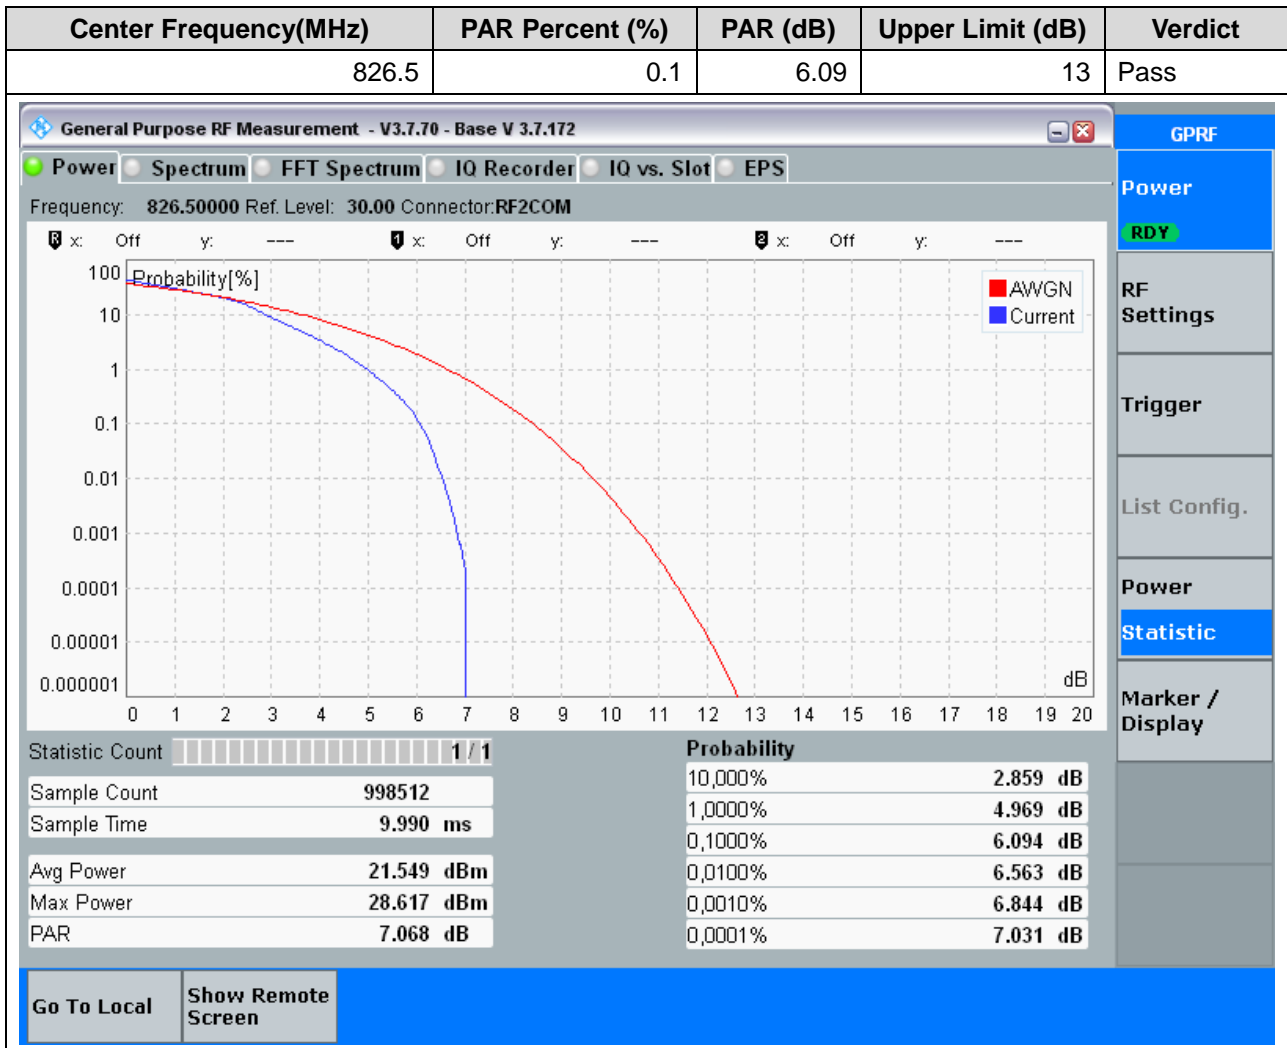 Center Frequency(MHz) PAR Percent (%) PAR (dB) Upper Limit (dB) Verdict
826.5 0.1 6.09 13 Pass
General Purpose RF Measurement - V3.7.70 - Base V 3.7.172
GPRF
Power Spectrum FFT Spectrum IQ Recorder IQ vs. Slot EPS
Frequency: 826.50000 Ref. Level: 30.00 Connector:RF2COM
R x: Off y: --- 1 x: Off y: --- 2 x: Off y: ---
Probability[%]
AWGN
Current
100
10
1
0.1
0.01
0.001
0.0001
0.00001
0.000001
dB
0 1 2 3 4 5 6 7 8 9 10 11 12 13 14 15 16 17 18 19 20
Statistic Count 1 / 1
Sample Count 998512
Sample Time 9.990 ms
Avg Power 21.549 dBm
Max Power 28.617 dBm
PAR 7.068 dB
Probability
10,000% 2.859 dB
1,0000% 4.969 dB
0,1000% 6.094 dB
0,0100% 6.563 dB
0,0010% 6.844 dB
0,0001% 7.031 dB
Power
RDY
RF
Settings
Trigger
List Config.
Power
Statistic
Marker /
Display
Go To Local
Show Remote
Screen